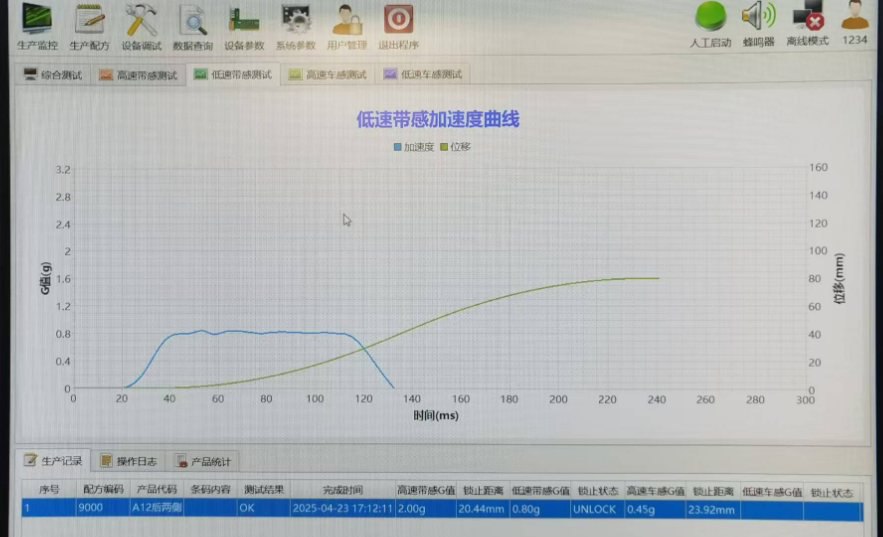 生产监控 生产配方 设备调试 数据查询 设备参数 系统参数 用户管理 退出程序 人工启动 蜂鸣器 离线模式 1234
综合测试 高速带感测试 低速带感测试 高速车感测试 低速车感测试
低速带感加速度曲线
加速度 位移
3.2
2.8
2.4
2
1.6
1.2
0.8
0.4
0
G值(g)
160
140
120
100
80
60
40
20
0
位移(mm)
0 20 40 60 80 100 120 140 160 180 200 220 240 260 280 300
时间(ms)
生产记录 操作日志 产品统计
序号 配方编码 产品代码 条码内容 测试结果 完成时间 高速带感G值 锁止距离 低速带感G值 锁止状态 高速车感G值 锁止距离 低速车感G值 锁止状态
1 9000 A12后两侧 OK 2025-04-23 17:12:11 2.00g 20.44mm 0.80g UNLOCK 0.45g 23.92mm